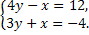 4y − x = 12,
3y + x = −4.